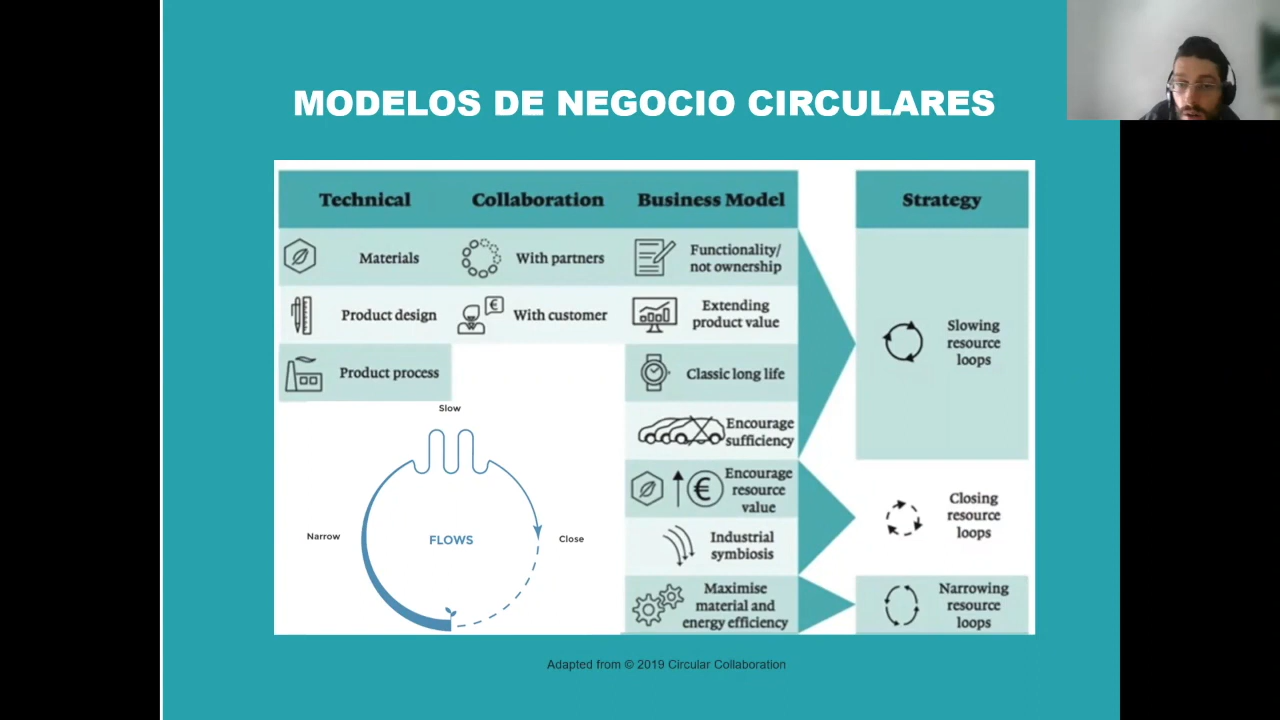 MODELOS DE NEGOCIO CIRCULARES
Technical
Collaboration
Business Model
Strategy
Materials
With partners
Functionality/
not ownership
Product design
With customer
€
Extending
product value
Product process
Classic long life
Encourage
sufficiency
Slowing
resource
loops
Encourage
resource
value
€
Industrial
symbiosis
Closing
resource
loops
Maximise
material and
energy efficiency
Narrowing
resource
loops
Slow
Narrow
FLOWS
Close
Adapted from © 2019 Circular Collaboration